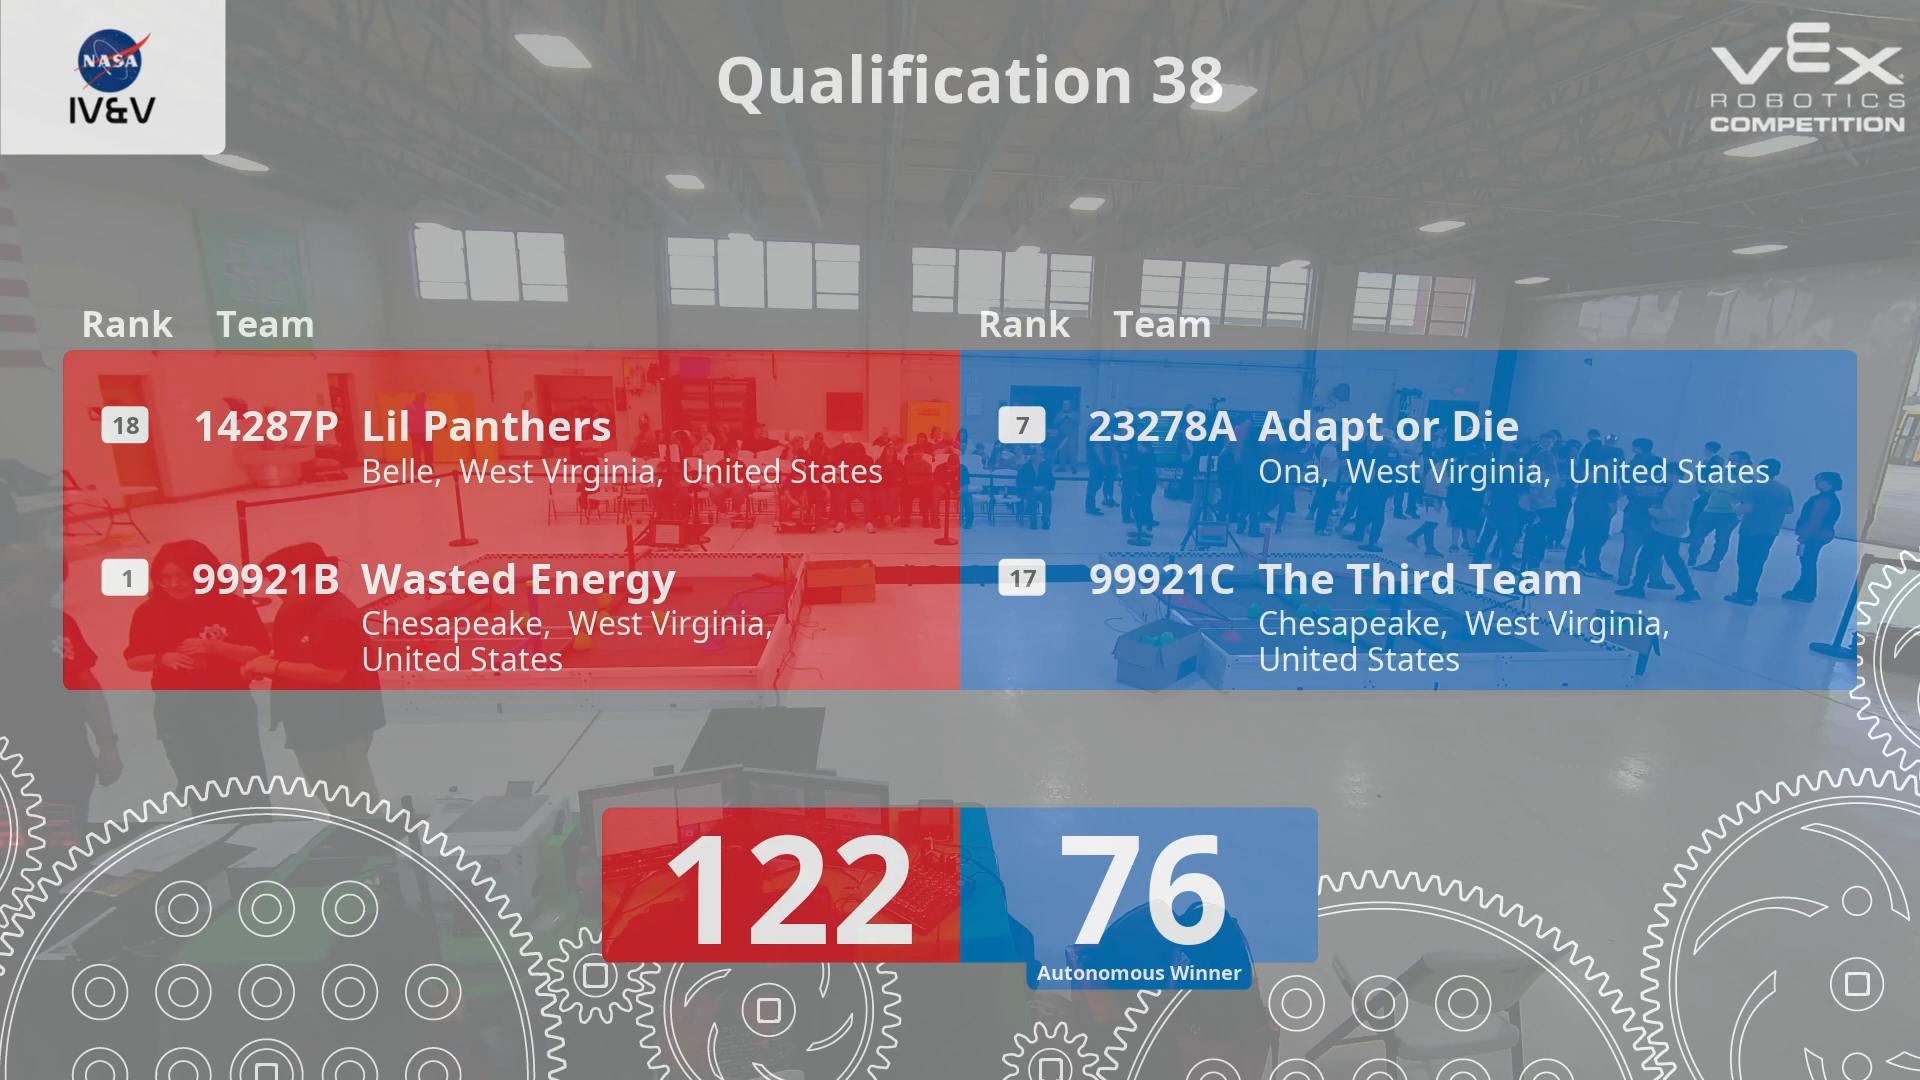 NASA
IV&V
Qualification 38
VEX
ROBOTICS
COMPETITION
Rank Team
18 14287P Lil Panthers
Belle, West Virginia, United States
1 99921B Wasted Energy
Chesapeake, West Virginia,
United States
Rank Team
7 23278A Adapt or Die
Ona, West Virginia, United States
17 99921C The Third Team
Chesapeake, West Virginia,
United States
122 76
Autonomous Winner